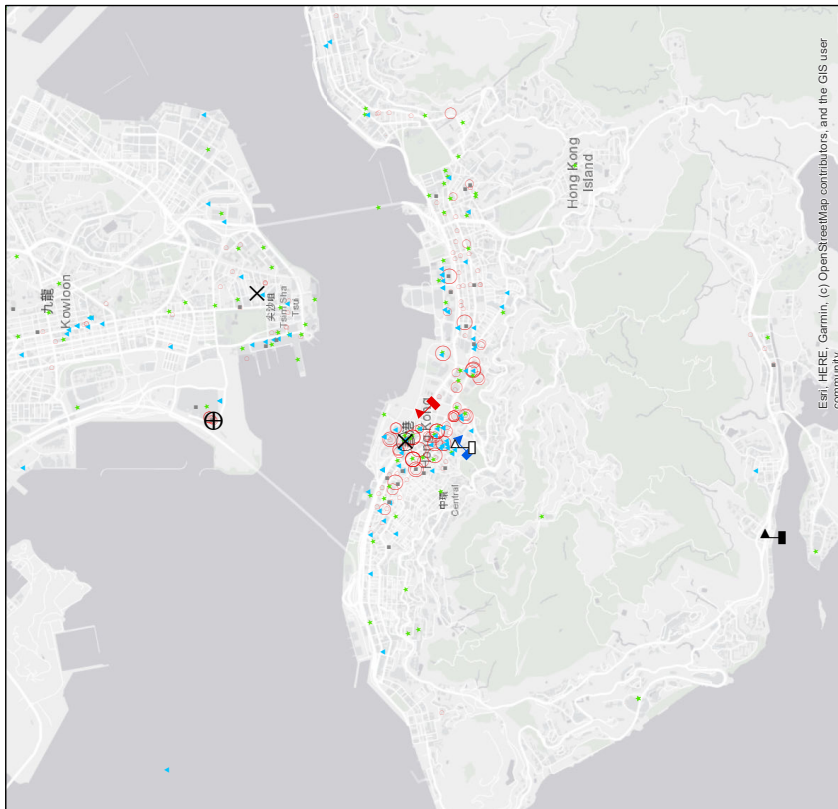 九龍
Kowloon
尖沙咀
Tsim Sha
Tsui
Hong Kong
Island
港
Hong Kong
中環
Central
Esri, HERE, Garmin, (c) OpenStreetMap contributors, and the GIS user
community